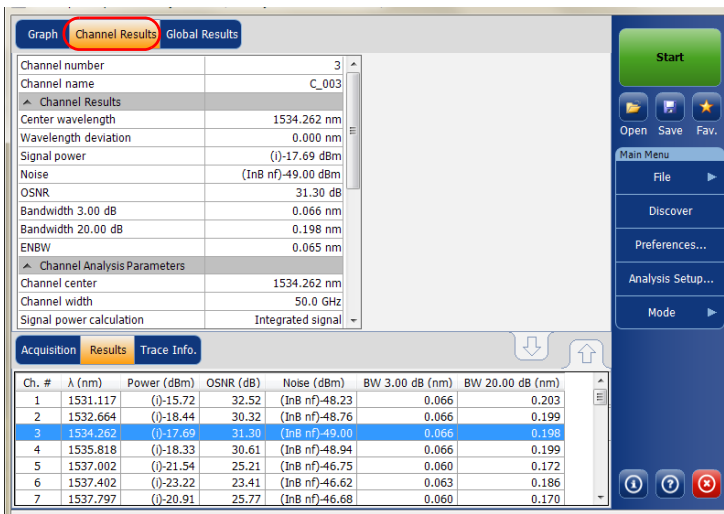 Graph Channel Results Global Results
Channel number 3
Channel name C_003
Channel Results
Center wavelength 1534.262 nm
Wavelength deviation 0.000 nm
Signal power (i)-17.69 dBm
Noise (InB nf)-49.00 dBm
OSNR 31.30 dB
Bandwidth 3.00 dB 0.066 nm
Bandwidth 20.00 dB 0.198 nm
ENBW 0.065 nm
Channel Analysis Parameters
Channel center 1534.262 nm
Channel width 50.0 GHz
Signal power calculation Integrated signal
Start
Open Save Fav.
Main Menu
File
Discover
Preferences...
Analysis Setup...
Mode
Acquisition Results Trace Info.
Ch. # λ (nm) Power (dBm) OSNR (dB) Noise (dBm) BW 3.00 dB (nm) BW 20.00 dB (nm)
1 1531.117 (i)-15.72 32.52 (InB nf)-48.23 0.066 0.203
2 1532.664 (i)-18.44 30.32 (InB nf)-48.76 0.066 0.199
3 1534.262 (i)-17.69 31.30 (InB nf)-49.00 0.066 0.198
4 1535.818 (i)-18.33 30.61 (InB nf)-48.94 0.066 0.199
5 1537.002 (i)-21.54 25.21 (InB nf)-46.75 0.060 0.172
6 1537.402 (i)-23.22 23.41 (InB nf)-46.62 0.063 0.186
7 1537.797 (i)-20.91 25.77 (InB nf)-46.68 0.060 0.170